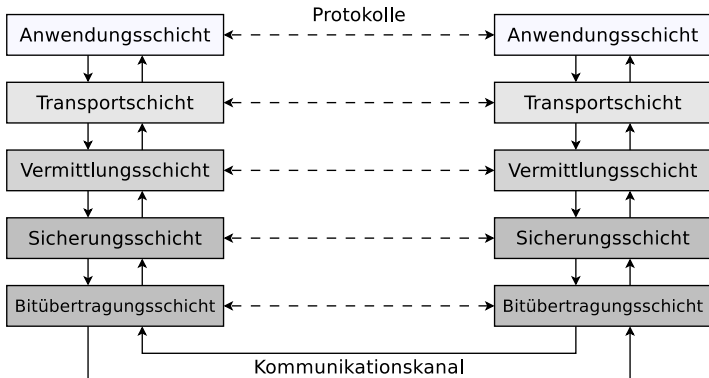 Protokolle
Anwendungsschicht
Anwendungsschicht
Transportschicht
Transportschicht
Vermittlungsschicht
Vermittlungsschicht
Sicherungsschicht
Sicherungsschicht
Bitübertragungsschicht
Bitübertragungsschicht
Kommunikationskanal